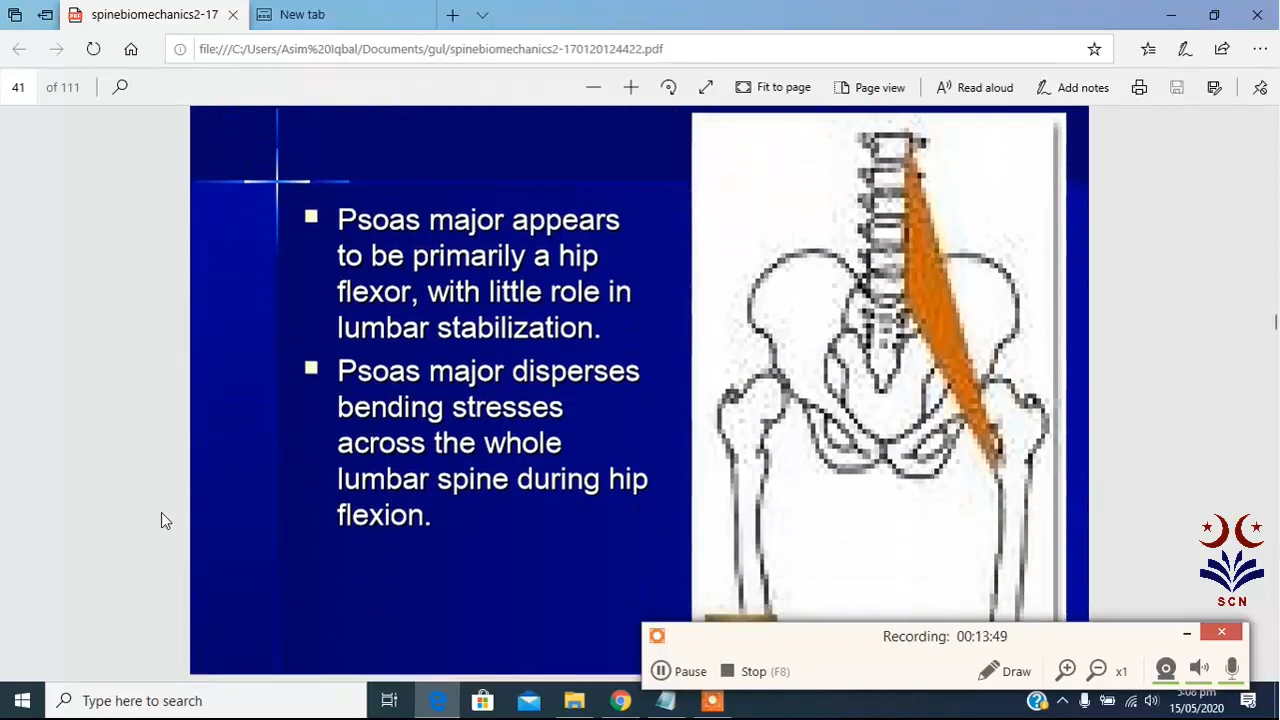 spinebiomechanics2-17
New tab
file:///C:/Users/Asim%20Iqbal/Documents/gul/spinebiomechanics2-170120124422.pdf
41 of 111
Fit to page
Page view
Read aloud
Add notes
Psoas major appears
to be primarily a hip
flexor, with little role in
lumbar stabilization.
Psoas major disperses
bending stresses
across the whole
lumbar spine during hip
flexion.
SCN
Recording: 00:13:49
Pause
Stop (F8)
Draw
x1
Type here to search
5:06 pm
15/05/2020